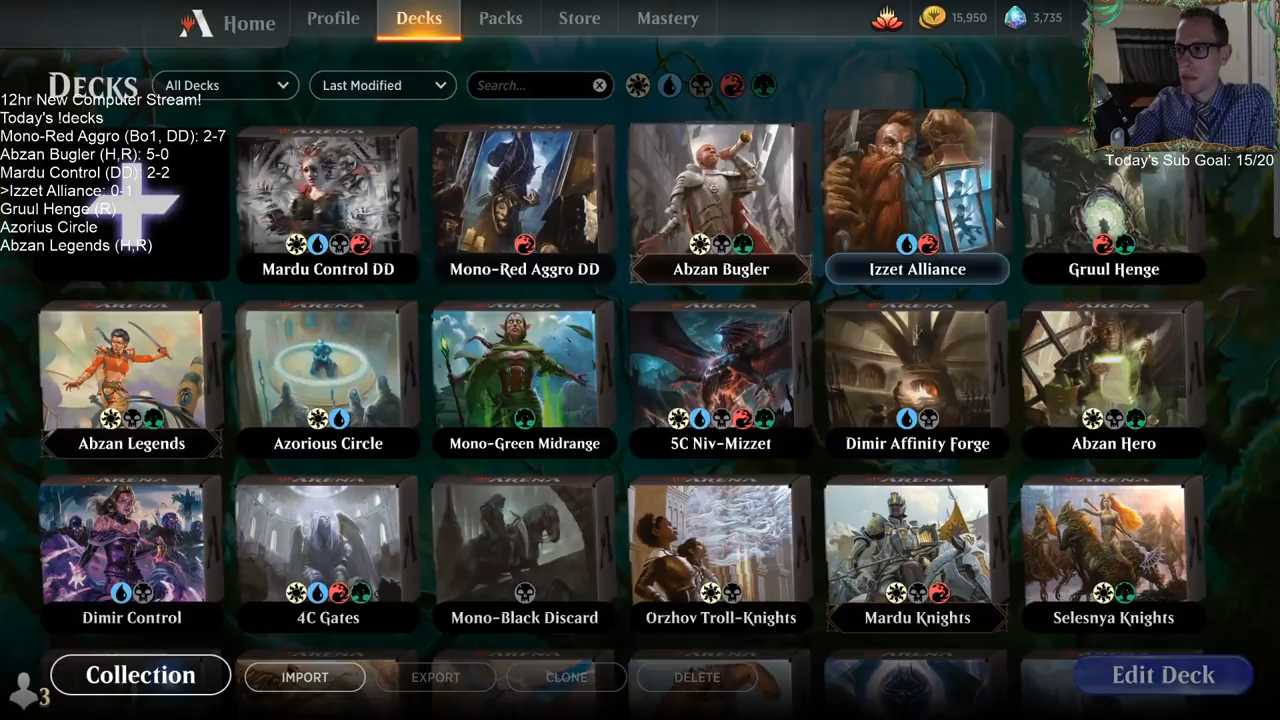 Home
Profile
Decks
Packs
Store
Mastery
15,950
3,735
DECKS
All Decks
Last Modified
Search...
12hr New Computer Stream!
Today's !decks
Mono-Red Aggro (Bo1, DD): 2-7
Abzan Bugler (H,R): 5-0
Mardu Control (DD): 2-2
>Izzet Alliance: 0-1
Gruul Henge (R)
Azorius Circle
Abzan Legends (H,R)
Today's Sub Goal: 15/20
Mardu Control DD
Mono-Red Aggro DD
Abzan Bugler
Izzet Alliance
Gruul Henge
Abzan Legends
Azorious Circle
Mono-Green Midrange
5C Niv-Mizzet
Dimir Affinity Forge
Abzan Hero
Dimir Control
4C Gates
Mono-Black Discard
Orzhov Troll-Knights
Mardu Knights
Selesnya Knights
Collection
IMPORT
EXPORT
CLONE
DELETE
Edit Deck
3